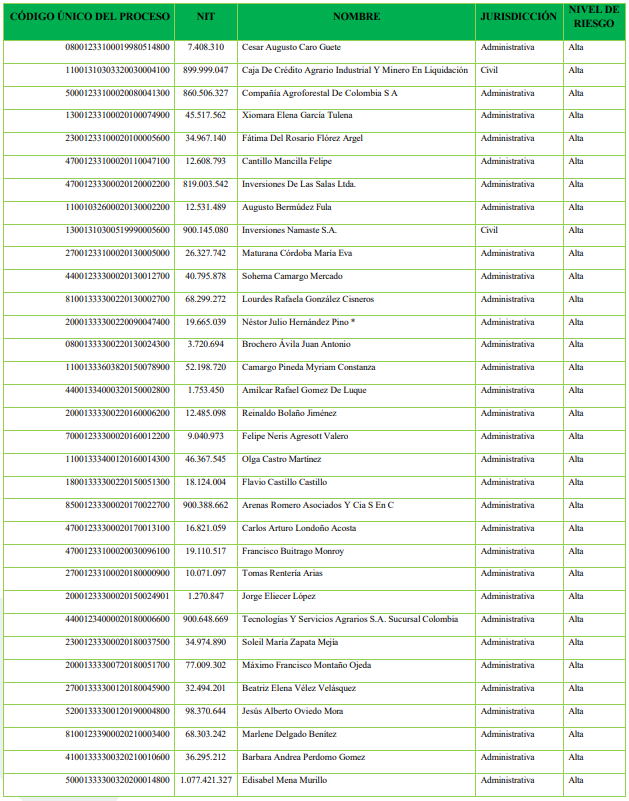 CÓDIGO ÚNICO DEL PROCESO NIT NOMBRE JURISDICCIÓN NIVEL DE RIESGO
08001233100019980514800 7.408.310 Cesar Augusto Caro Guete Administrativa Alta
11001310303320030004100 899.999.047 Caja De Crédito Agrario Industrial Y Minero En Liquidación Civil Alta
50001233100020080041300 860.506.327 Compañía Agroforestal De Colombia S A Administrativa Alta
13001233100020100074900 45.517.562 Xiomara Elena García Tulena Administrativa Alta
23001233100020100005600 34.967.140 Fátima Del Rosario Flórez Argel Administrativa Alta
47001233100020110047100 12.608.793 Cantillo Mancilla Felipe Administrativa Alta
47001233300020120002200 819.003.542 Inversiones De Las Salas Ltda. Administrativa Alta
11001032600020130002200 12.531.489 Augusto Bermúdez Fula Administrativa Alta
13001310300519990005600 900.145.080 Inversiones Namaste S.A. Civil Alta
27001233100020130005000 26.327.742 Maturana Córdoba María Eva Administrativa Alta
44001233300020130012700 40.795.878 Sohema Camargo Mercado Administrativa Alta
81001333300220130002700 68.299.272 Lourdes Rafaela González Cisneros Administrativa Alta
20001333300220090047400 19.665.039 Néstor Julio Hernández Pino * Administrativa Alta
08001233300220130024300 3.720.694 Brochero Ávila Juan Antonio Administrativa Alta
11001333603820150078900 52.198.720 Camargo Pineda Myriam Constanza Administrativa Alta
44001334000320150002800 1.753.450 Amílcar Rafael Gomez De Luque Administrativa Alta
20001333300220160006200 12.485.098 Reinaldo Bolaño Jiménez Administrativa Alta
70001233300020160012200 9.040.973 Felipe Neris Agresott Valero Administrativa Alta
11001333400120160014300 46.367.545 Olga Castro Martínez Administrativa Alta
18001333300220150051300 18.124.004 Flavio Castillo Castillo Administrativa Alta
85001233300020170022700 900.388.662 Arenas Romero Asociados Y Cia S En C Administrativa Alta
47001233300020170013100 16.821.059 Carlos Arturo Londoño Acosta Administrativa Alta
47001233100020030096100 19.110.517 Francisco Buitrago Monroy Administrativa Alta
27001233100020180000900 10.071.097 Tomas Rentería Arias Administrativa Alta
20001233300020150024901 1.270.847 Jorge Eliecer López Administrativa Alta
44001234000020180006600 900.648.669 Tecnologías Y Servicios Agrarios S.A. Sucursal Colombia Administrativa Alta
23001233300020180037500 34.974.890 Soleil María Zapata Mejía Administrativa Alta
20001333300720180051700 77.009.302 Máximo Francisco Montaño Ojeda Administrativa Alta
27001333300120180045900 32.494.201 Beatriz Elena Vélez Velásquez Administrativa Alta
52001333300120190004800 98.370.644 Jesús Alberto Oviedo Mora Administrativa Alta
81001233900020210003400 68.303.242 Marlene Delgado Benítez Administrativa Alta
41001333300320210010600 36.295.212 Barbara Andrea Perdomo Gomez Administrativa Alta
50001333300320200014800 1.077.421.327 Edisabel Mena Murillo Administrativa Alta